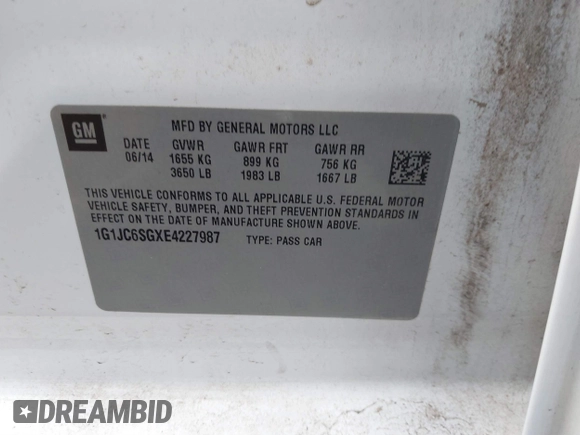 GM
MFD BY GENERAL MOTORS LLC
DATE GVWR GAWR FRT GAWR RR
06/14 1655 KG 899 KG 756 KG
3650 LB 1983 LB 1667 LB
THIS VEHICLE CONFORMS TO ALL APPLICABLE U.S. FEDERAL MOTOR
VEHICLE SAFETY, BUMPER, AND THEFT PREVENTION STANDARDS IN
EFFECT ON THE DATE OF MANUFACTURE SHOWN ABOVE.
1G1JC6SGXE4227987 TYPE: PASS CAR
DREAMBID